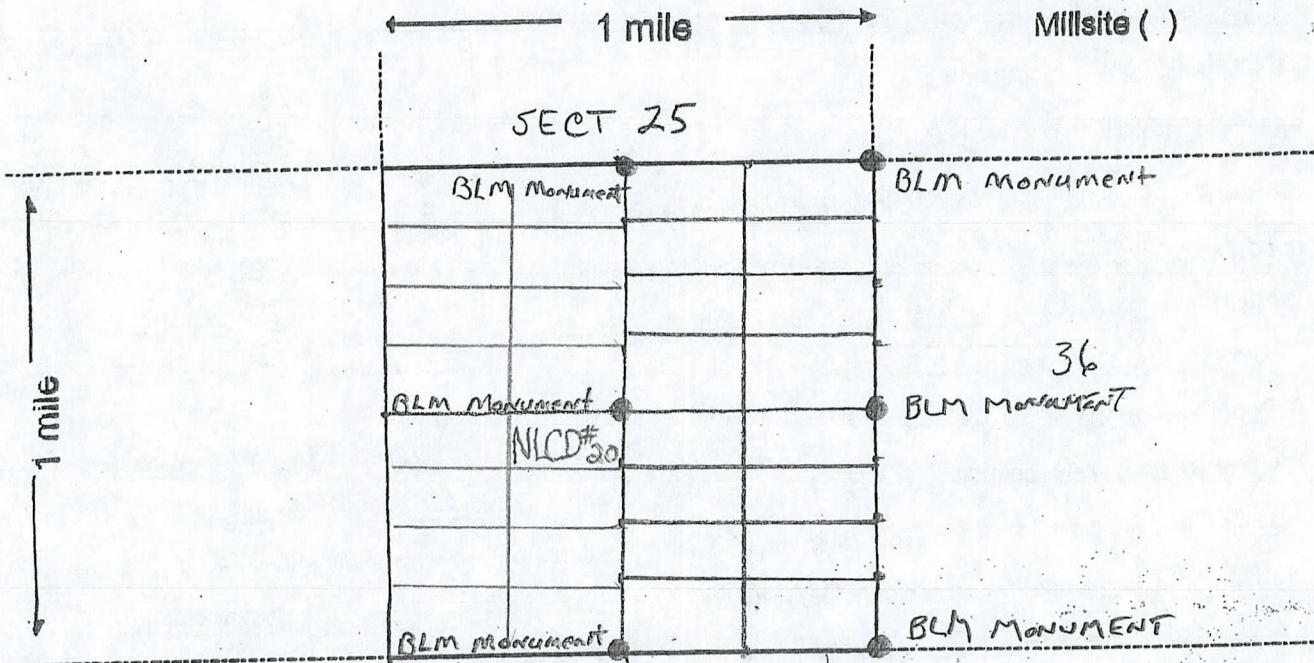 1 mile
Millsite ( )
SECT 25
BLM Monument
BLM Monument
1 mile
36
BLM Monument
BLM MONUMENT
NLCD #20
BLM monument
BLM MONUMENT